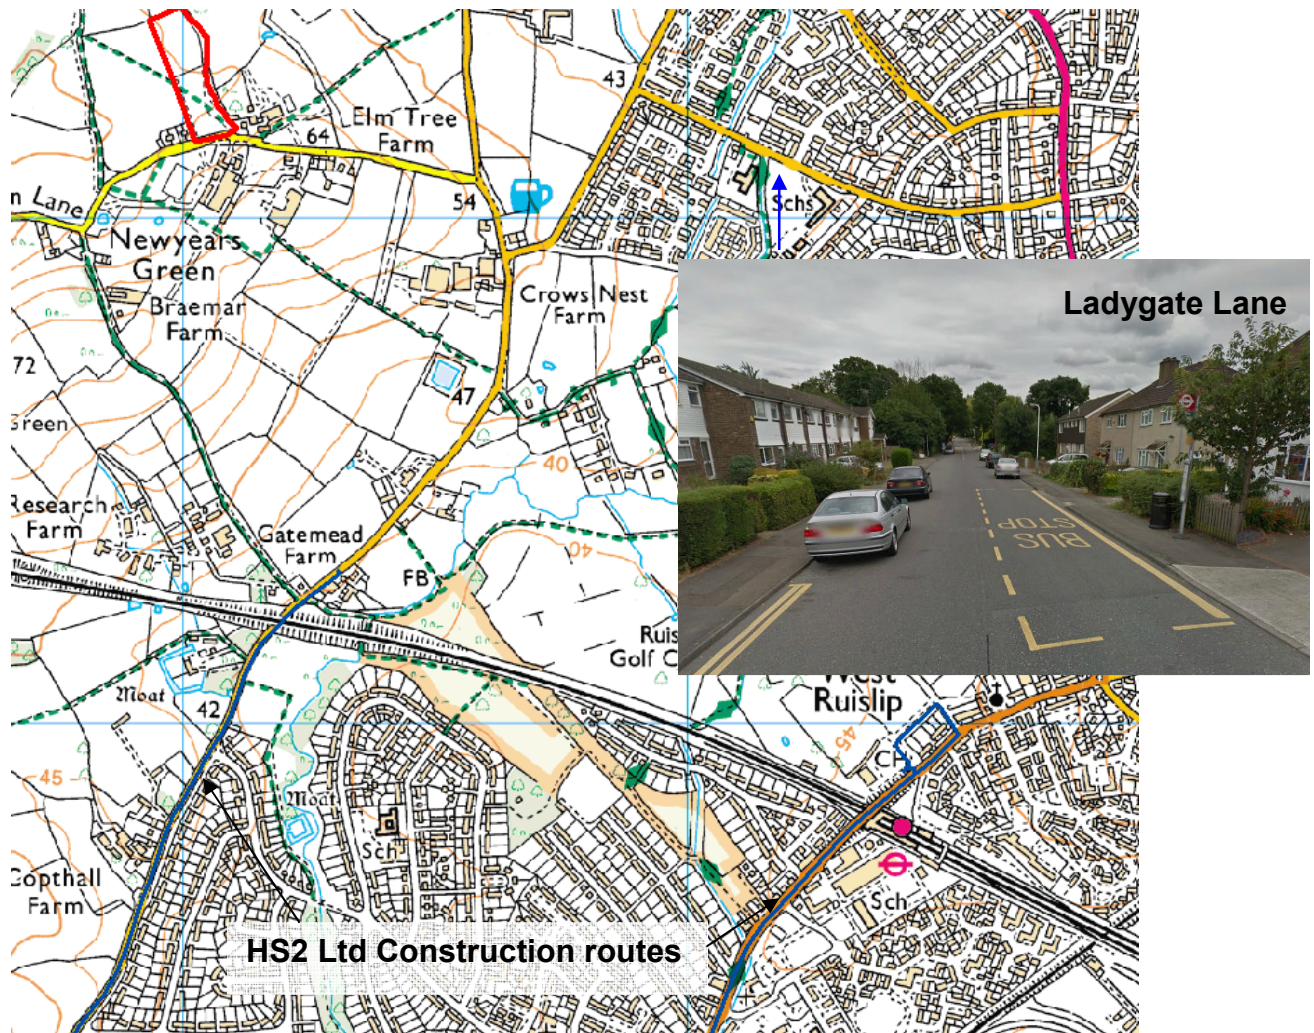 43
Elm Tree
Farm
64
n Lane
54
Schs
Newyears
Green
Braemar
Farm
Crows Nest
Farm
Ladygate Lane
72
47
Green
40
BUS
STOP
Research
Farm
Gatemead
Farm
40
FB
Ruis
Golf C
Moat
42
West
Ruislip
45
CP
45
Moat
Sch
Copthall
Farm
Sch
HS2 Ltd Construction routes